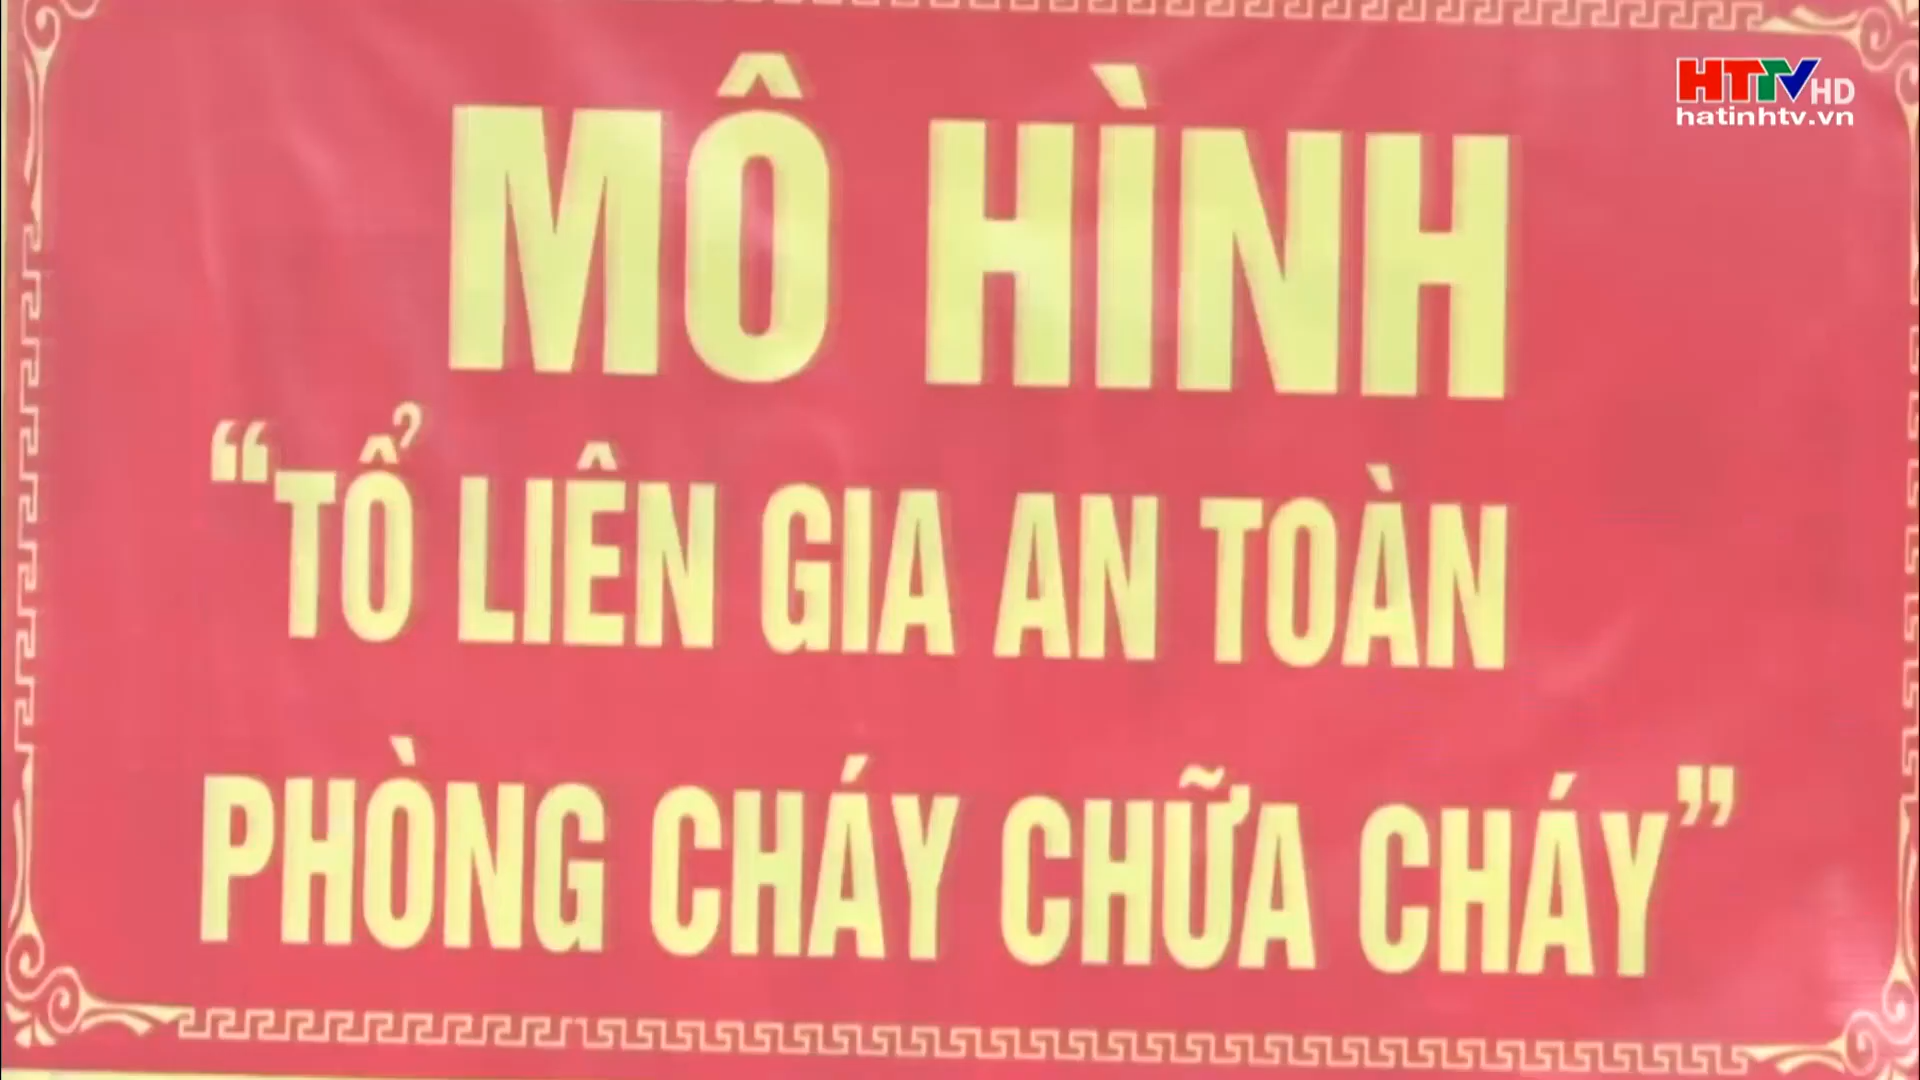 HTTV HD
hatinhtv.vn
MÔ HÌNH
“TỔ LIÊN GIA AN TOÀN
PHÒNG CHÁY CHỮA CHÁY”